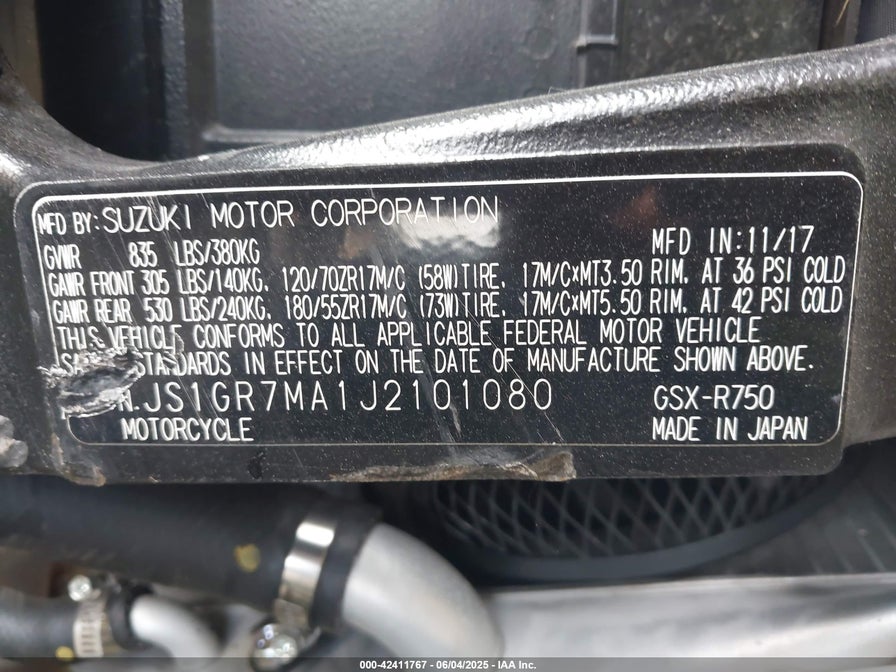 MFD BY:SUZUKI MOTOR CORPORATION
GVWR 835 LBS/380KG MFD IN:11/17
GAWR FRONT 305 LBS/140KG, 120/70ZR17M/C (58W)TIRE, 17M/C×MT3.50 RIM, AT 36 PSI COLD
GAWR REAR 530 LBS/240KG, 180/55ZR17M/C (73W)TIRE, 17M/C×MT5.50 RIM, AT 42 PSI COLD
THIS VEHICLE CONFORMS TO ALL APPLICABLE FEDERAL MOTOR VEHICLE
STANDARDS IN EFFECT ON THE DATE OF MANUFACTURE SHOWN ABOVE.
JS1GR7MA1J2101080 GSX-R750
MOTORCYCLE MADE IN JAPAN
000-42411767 - 06/04/2025 - IAA Inc.